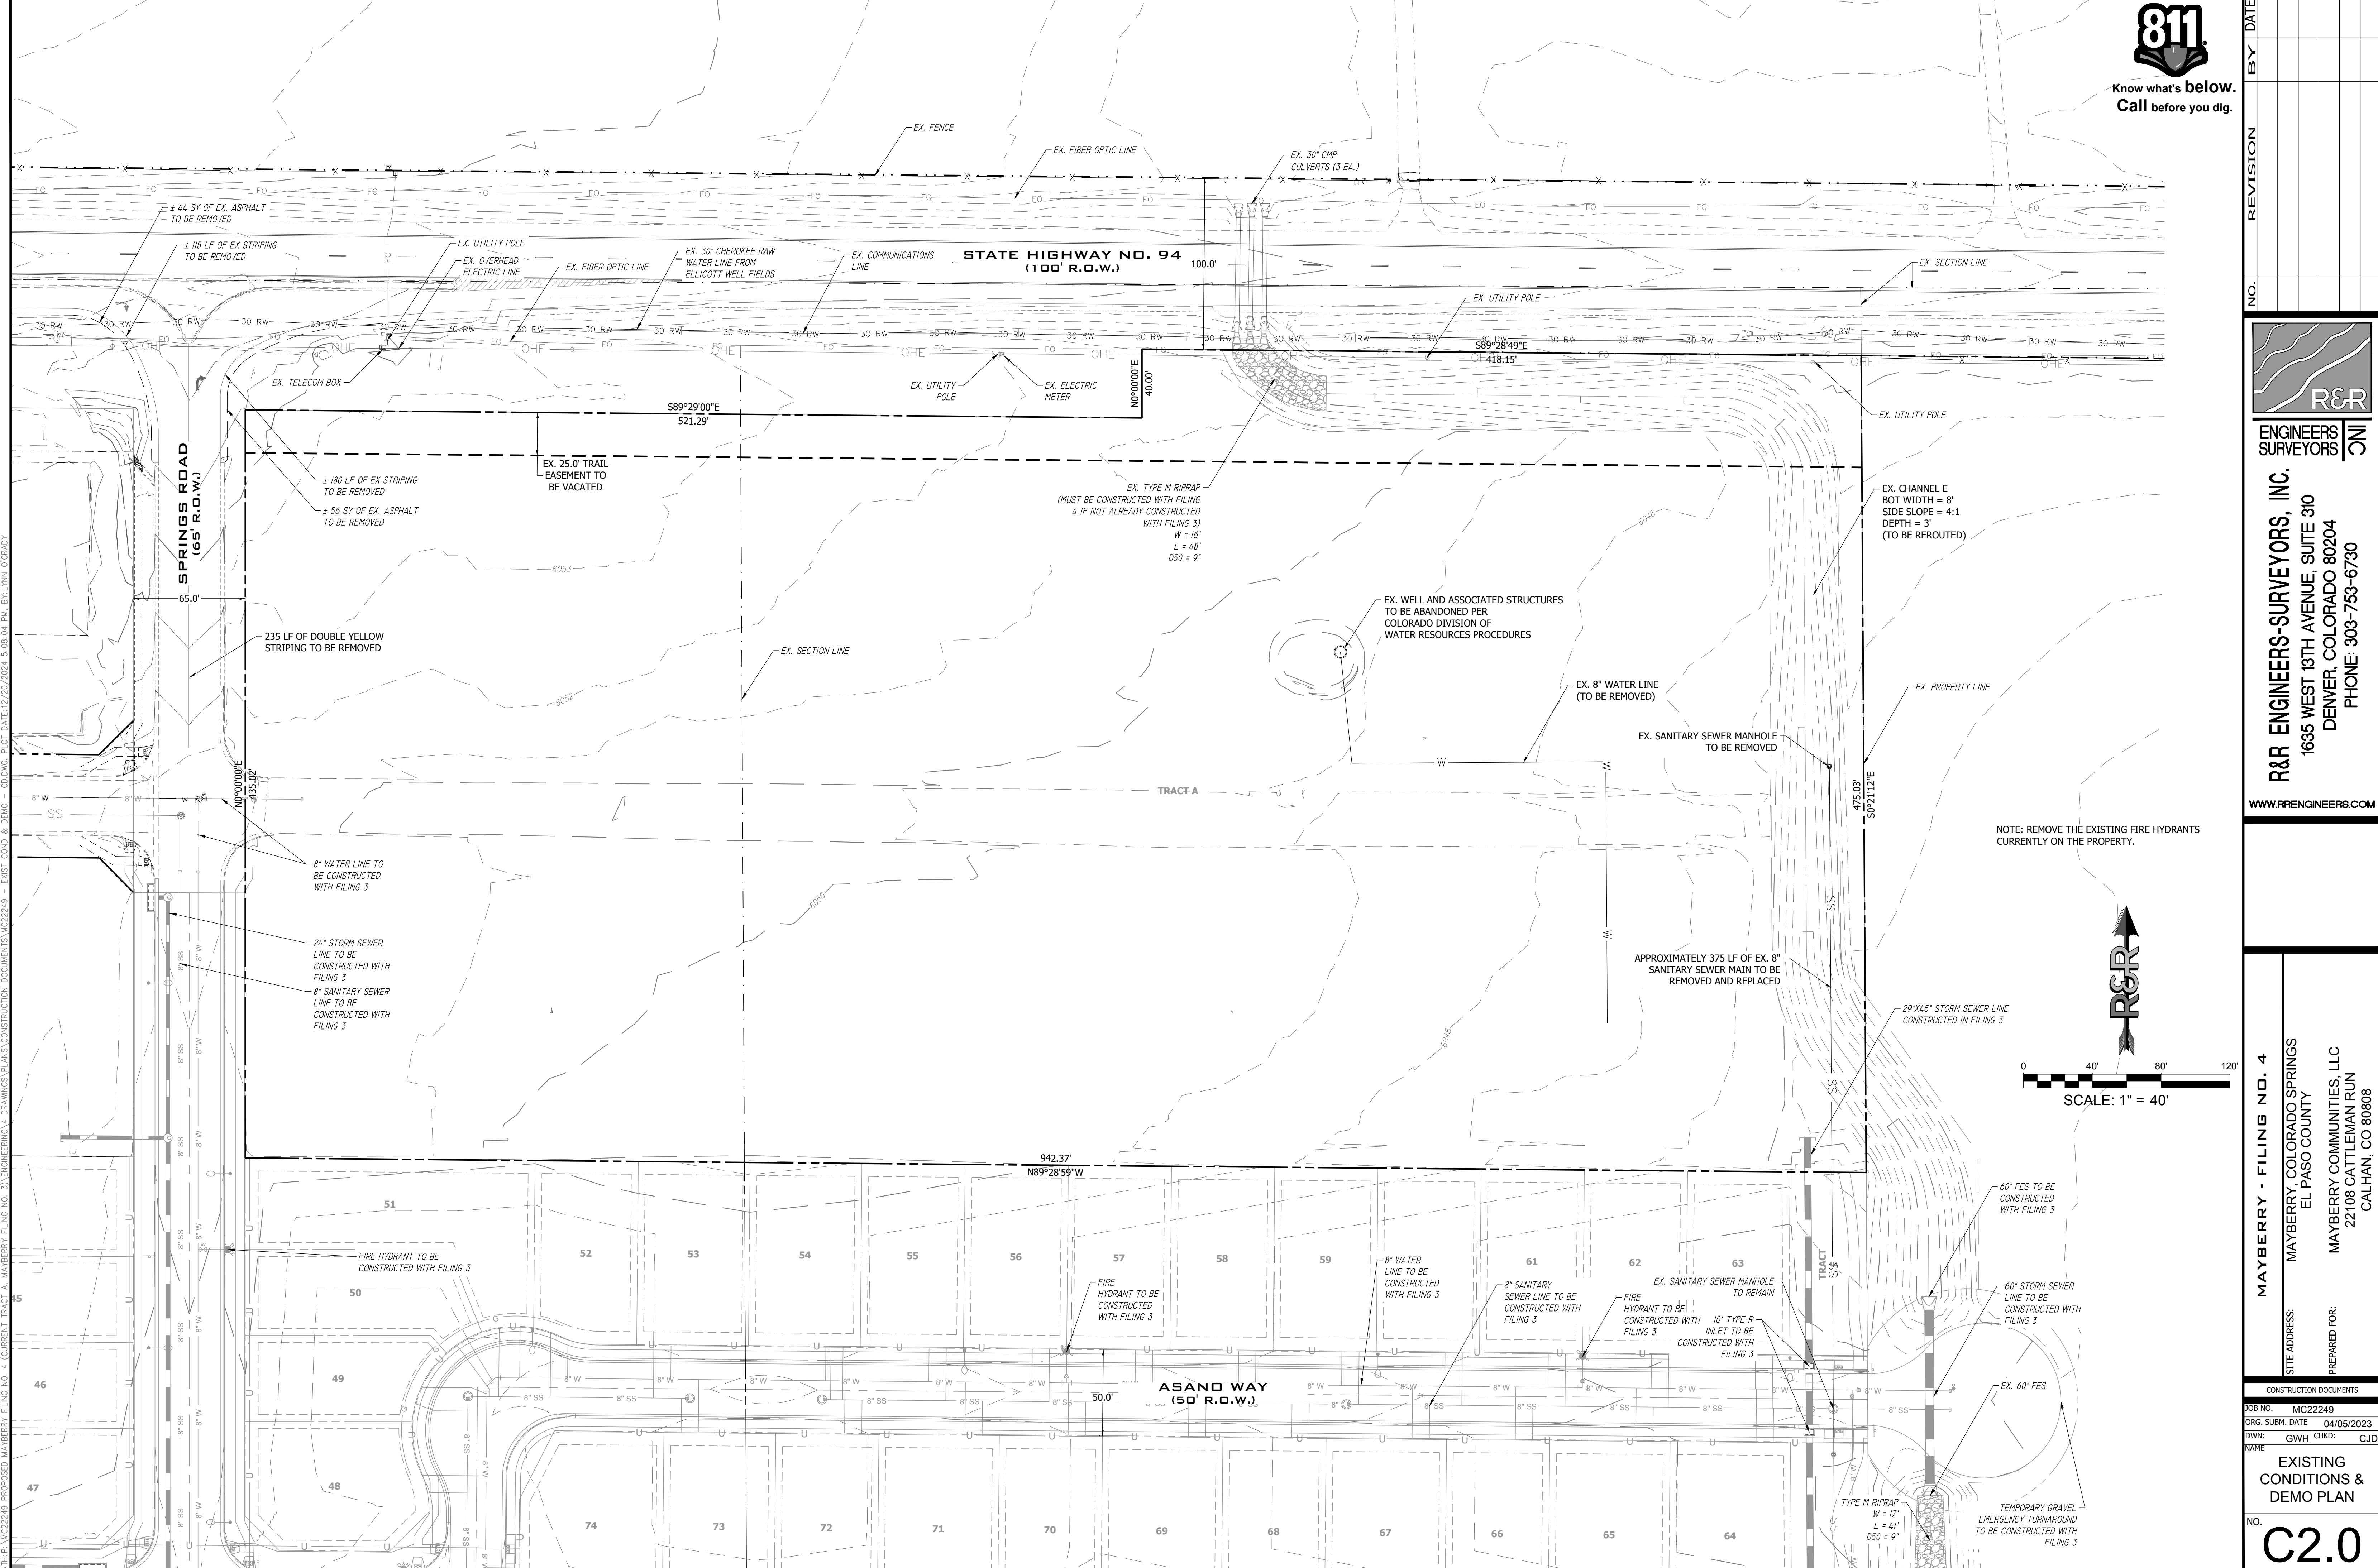 811
Know what's below.
Call before you dig.
EX. FENCE
EX. FIBER OPTIC LINE
EX. 30" CMP
CULVERTS (3 EA.)
± 44 SY OF EX. ASPHALT
TO BE REMOVED
± 115 LF OF EX STRIPING
TO BE REMOVED
EX. UTILITY POLE
EX. OVERHEAD
ELECTRIC LINE
EX. FIBER OPTIC LINE
EX. 30" CHEROKEE RAW
WATER LINE FROM
ELLICOTT WELL FIELDS
EX. COMMUNICATIONS
LINE
STATE HIGHWAY NO. 94
(100' R.O.W.)
100.0'
EX. SECTION LINE
EX. UTILITY POLE
S89°28'49"E
418.15'
EX. TELECOM BOX
EX. UTILITY
POLE
EX. ELECTRIC
METER
N0°00'00"E
40.00'
EX. UTILITY POLE
S89°29'00"E
521.29'
SPRINGS ROAD
(65' R.O.W.)
EX. 25.0' TRAIL
EASEMENT TO
BE VACATED
± 180 LF OF EX STRIPING
TO BE REMOVED
± 56 SY OF EX. ASPHALT
TO BE REMOVED
EX. TYPE M RIPRAP
(MUST BE CONSTRUCTED WITH FILING
4 IF NOT ALREADY CONSTRUCTED
WITH FILING 3)
W = 16'
L = 48'
D50 = 9"
6048
EX. CHANNEL E
BOT WIDTH = 8'
SIDE SLOPE = 4:1
DEPTH = 3'
(TO BE REROUTED)
6053
65.0'
235 LF OF DOUBLE YELLOW
STRIPING TO BE REMOVED
EX. SECTION LINE
EX. WELL AND ASSOCIATED STRUCTURES
TO BE ABANDONED PER
COLORADO DIVISION OF
WATER RESOURCES PROCEDURES
6052
EX. 8" WATER LINE
(TO BE REMOVED)
EX. PROPERTY LINE
EX. SANITARY SEWER MANHOLE
TO BE REMOVED
N0°00'00"E
435.02'
TRACT A
475.03'
S0°21'12"E
NOTE: REMOVE THE EXISTING FIRE HYDRANTS
CURRENTLY ON THE PROPERTY.
8" WATER LINE TO
BE CONSTRUCTED
WITH FILING 3
6050
24" STORM SEWER
LINE TO BE
CONSTRUCTED WITH
FILING 3
8" SANITARY SEWER
LINE TO BE
CONSTRUCTED WITH
FILING 3
APPROXIMATELY 375 LF OF EX. 8"
SANITARY SEWER MAIN TO BE
REMOVED AND REPLACED
29"X45" STORM SEWER LINE
CONSTRUCTED IN FILING 3
6048
R&R
0 40' 80' 120'
SCALE: 1" = 40'
942.37'
N89°28'59"W
51
52
53
54
55
56
57
58
59
61
62
63
TRACT
FIRE HYDRANT TO BE
CONSTRUCTED WITH FILING 3
FIRE
HYDRANT TO BE
CONSTRUCTED
WITH FILING 3
8" WATER
LINE TO BE
CONSTRUCTED
WITH FILING 3
8" SANITARY
SEWER LINE TO BE
CONSTRUCTED WITH
FILING 3
FIRE
HYDRANT TO BE
CONSTRUCTED WITH
FILING 3
EX. SANITARY SEWER MANHOLE
TO REMAIN
10' TYPE-R
INLET TO BE
CONSTRUCTED WITH
FILING 3
60" FES TO BE
CONSTRUCTED
WITH FILING 3
60" STORM SEWER
LINE TO BE
CONSTRUCTED WITH
FILING 3
45
50
46
49
47
48
ASANO WAY
(50' R.O.W.)
50.0'
EX. 60" FES
74
73
72
71
70
69
68
67
66
65
64
TYPE M RIPRAP
W = 17'
L = 41'
D50 = 9"
TEMPORARY GRAVEL
EMERGENCY TURNAROUND
TO BE CONSTRUCTED WITH
FILING 3
NO. REVISION BY DATE
R&R
ENGINEERS
SURVEYORS INC
R&R ENGINEERS-SURVEYORS, INC.
1635 WEST 13TH AVENUE, SUITE 310
DENVER, COLORADO 80204
PHONE: 303-753-6730
WWW.RRENGINEERS.COM
MAYBERRY - FILING NO. 4
SITE ADDRESS:
MAYBERRY, COLORADO SPRINGS
EL PASO COUNTY
PREPARED FOR:
MAYBERRY COMMUNITIES, LLC
22108 CATTLEMAN RUN
CALHAN, CO 80808
CONSTRUCTION DOCUMENTS
JOB NO. MC22249
ORG. SUBM. DATE 04/05/2023
DWN: GWH CHKD: CJD
NAME
EXISTING
CONDITIONS &
DEMO PLAN
NO.
C2.0